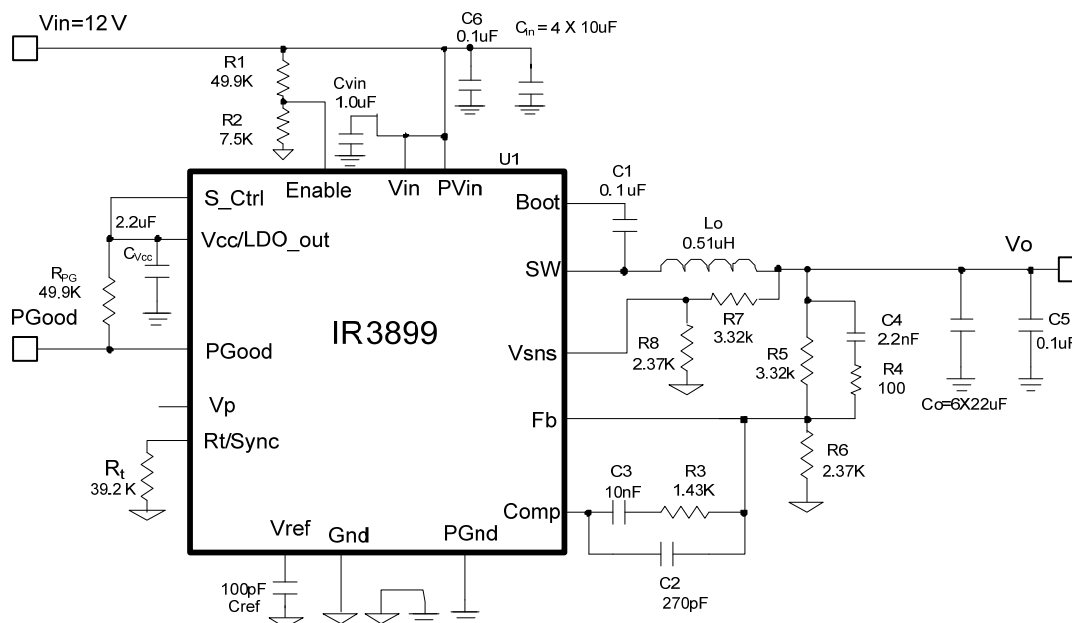 Vin=12 V
C6
0.1uF
Cin = 4 X 10uF
R1
49.9K
Cvin
1.0uF
R2
7.5K
U1
Enable
Vin
PVin
S_Ctrl
Boot
C1
0.1uF
2.2uF
Vcc/LDO_out
CVcc
Lo
0.51uH
Vo
SW
RPG
49.9K
PGood
IR3899
R7
3.32k
R8
2.37K
Vsns
R5
3.32k
C4
2.2nF
R4
100
C5
0.1uF
Co=6X22uF
PGood
Vp
Fb
Rt/Sync
Rt
39.2K
R6
2.37K
C3
10nF
R3
1.43K
Comp
Vref
Gnd
PGnd
100pF
Cref
C2
270pF